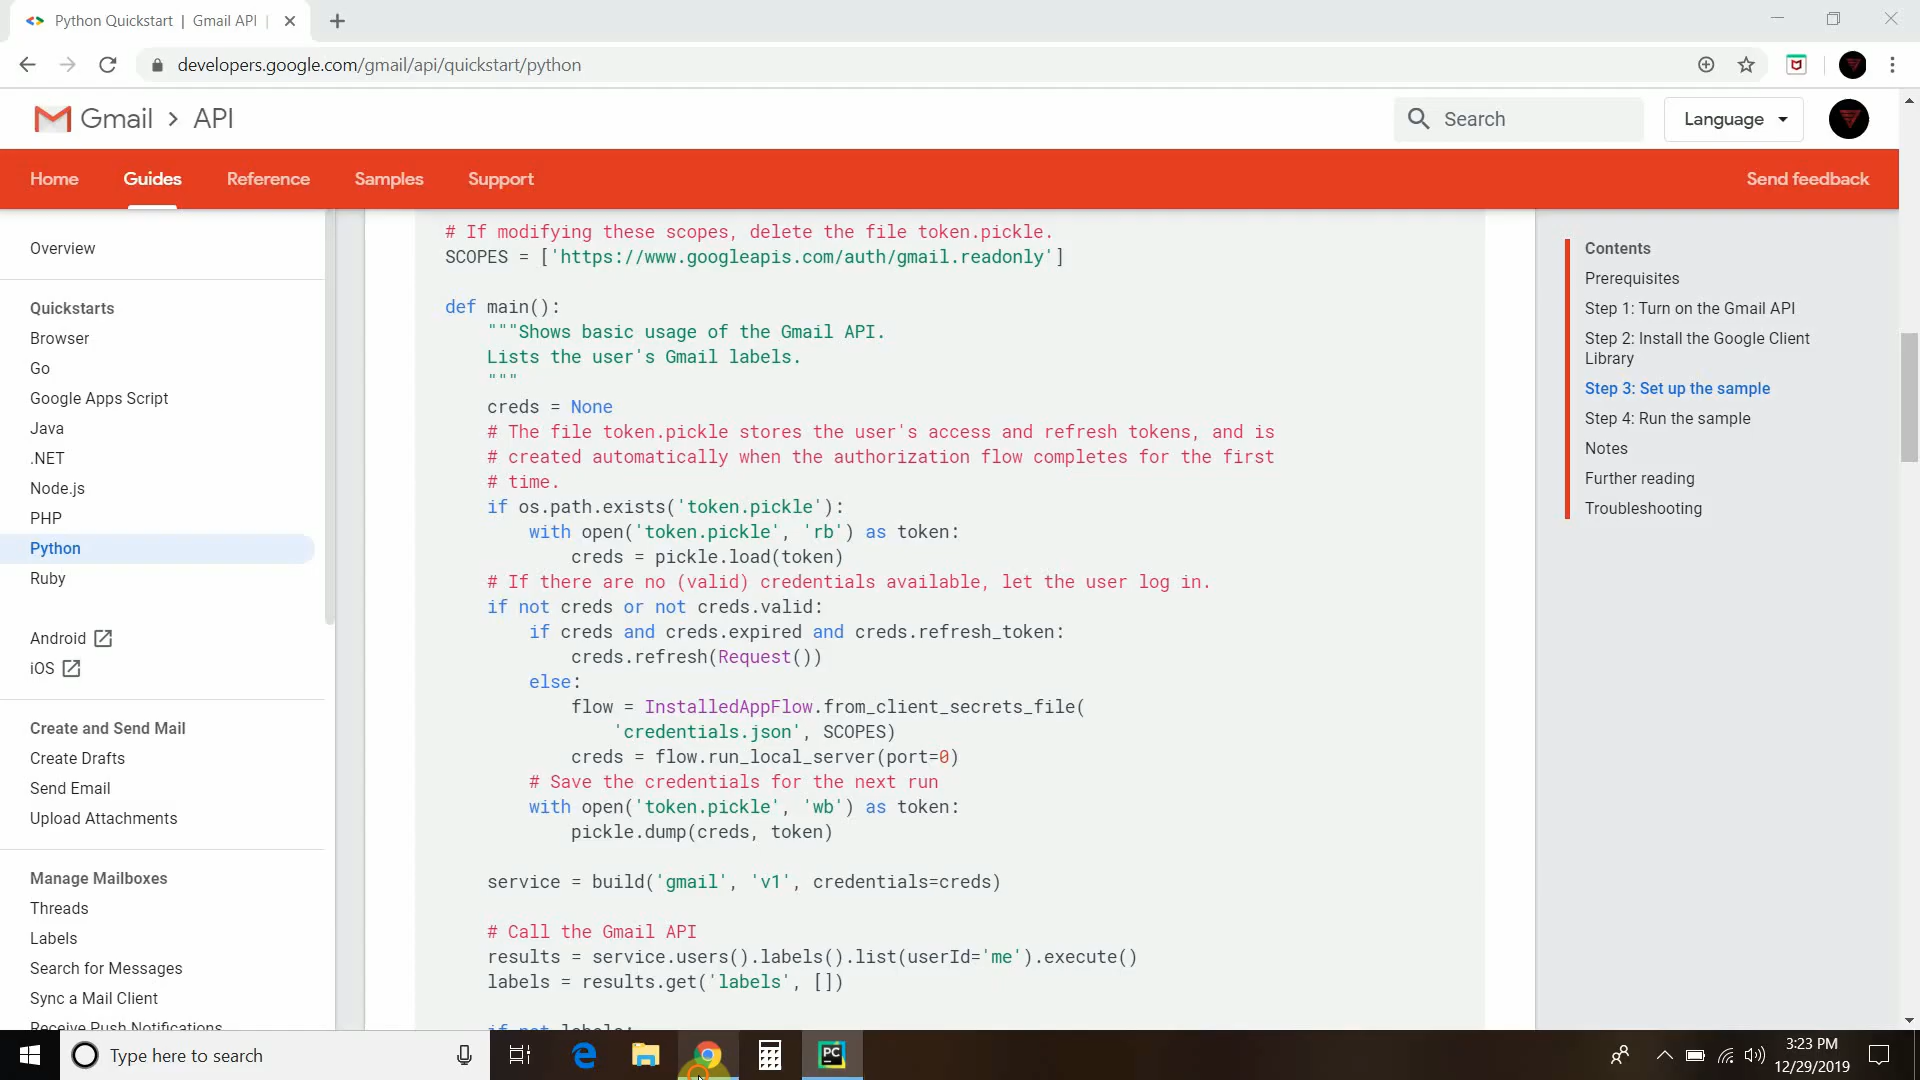 Python Quickstart | Gmail API |
developers.google.com/gmail/api/quickstart/python
Gmail > API
Search
Language
Home
Guides
Reference
Samples
Support
Send feedback
Overview
Quickstarts
Browser
Go
Google Apps Script
Java
.NET
Node.js
PHP
Python
Ruby
Android
iOS
Create and Send Mail
Create Drafts
Send Email
Upload Attachments
Manage Mailboxes
Threads
Labels
Search for Messages
Sync a Mail Client
Receive Push Notifications
# If modifying these scopes, delete the file token.pickle.
SCOPES = ['https://www.googleapis.com/auth/gmail.readonly']
def main():
"""Shows basic usage of the Gmail API.
Lists the user's Gmail labels.
"""
creds = None
# The file token.pickle stores the user's access and refresh tokens, and is
# created automatically when the authorization flow completes for the first
# time.
if os.path.exists('token.pickle'):
with open('token.pickle', 'rb') as token:
creds = pickle.load(token)
# If there are no (valid) credentials available, let the user log in.
if not creds or not creds.valid:
if creds and creds.expired and creds.refresh_token:
creds.refresh(Request())
else:
flow = InstalledAppFlow.from_client_secrets_file(
'credentials.json', SCOPES)
creds = flow.run_local_server(port=0)
# Save the credentials for the next run
with open('token.pickle', 'wb') as token:
pickle.dump(creds, token)
service = build('gmail', 'v1', credentials=creds)
# Call the Gmail API
results = service.users().labels().list(userId='me').execute()
labels = results.get('labels', [])
if not labels:
Contents
Prerequisites
Step 1: Turn on the Gmail API
Step 2: Install the Google Client
Library
Step 3: Set up the sample
Step 4: Run the sample
Notes
Further reading
Troubleshooting
Type here to search
PC
3:23 PM
12/29/2019